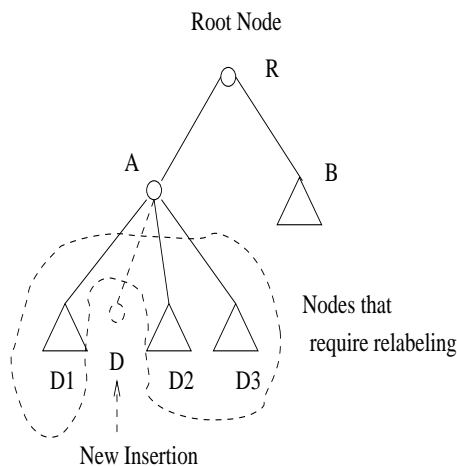 Root Node
R
A
B
Nodes that
require relabeling
D1
D
D2
D3
New Insertion